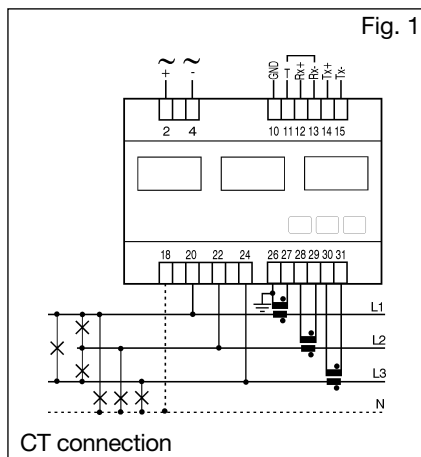 Fig. 1
~ ~
+ -
GND T Rx+ Rx- Tx+ Tx-
2 4 10 11 12 13 14 15
18 20 22 24 26 27 28 29 30 31
L1
L2
L3
N
CT connection